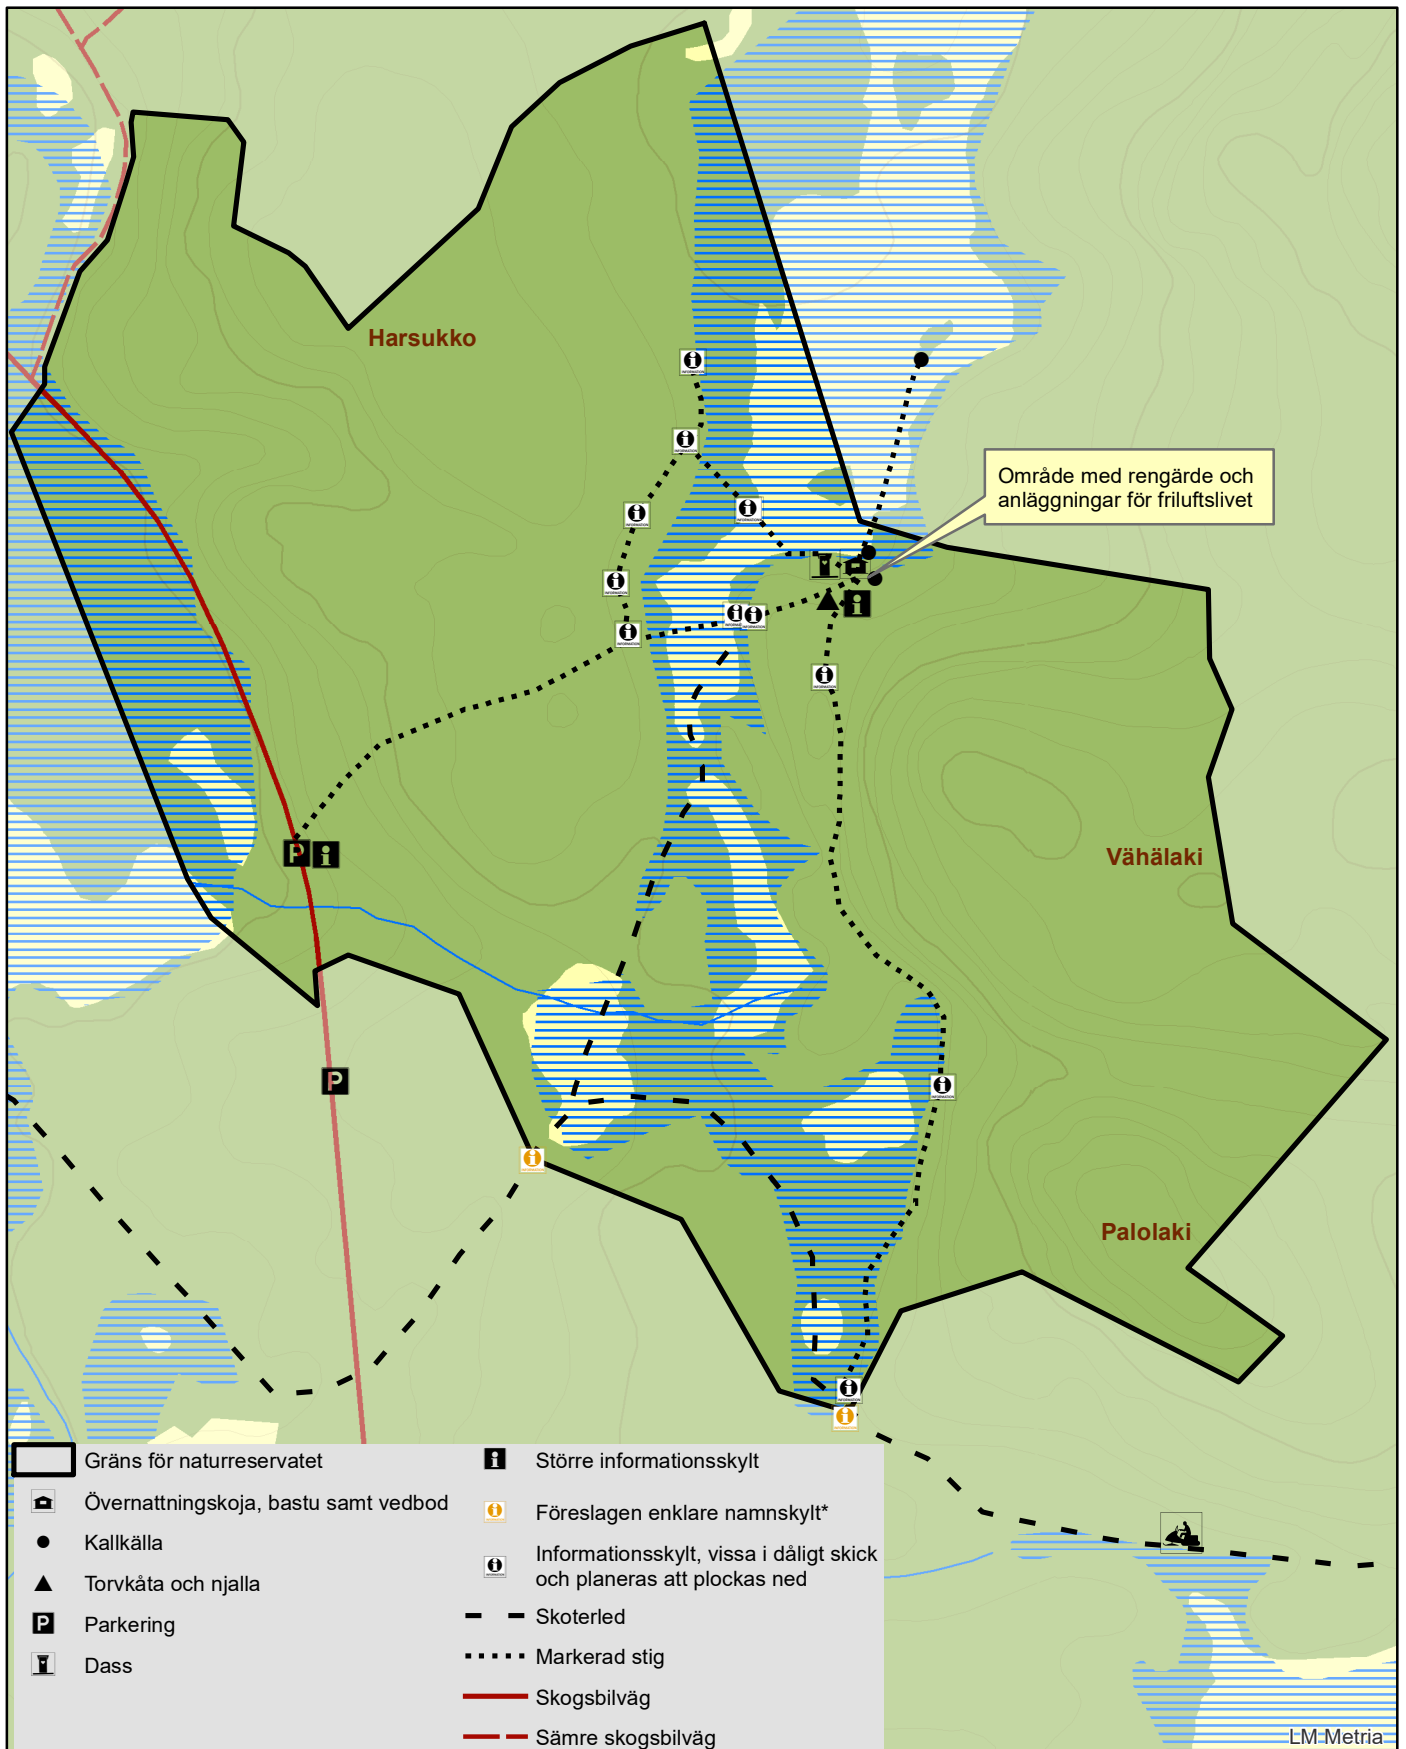 Harsukko
Område med rengärde och
anläggningar för friluftslivet
Vähälaki
P
P
Palolaki
Gräns för naturreservatet
Övernattningskoja, bastu samt vedbod
Kallkälla
Torvkåta och njalla
P Parkering
Dass
Större informationsskylt
Föreslagen enklare namnskylt*
Informationsskylt, vissa i dåligt skick
och planeras att plockas ned
Skoterled
Markerad stig
Skogsbilväg
Sämre skogsbilväg
LM Metria